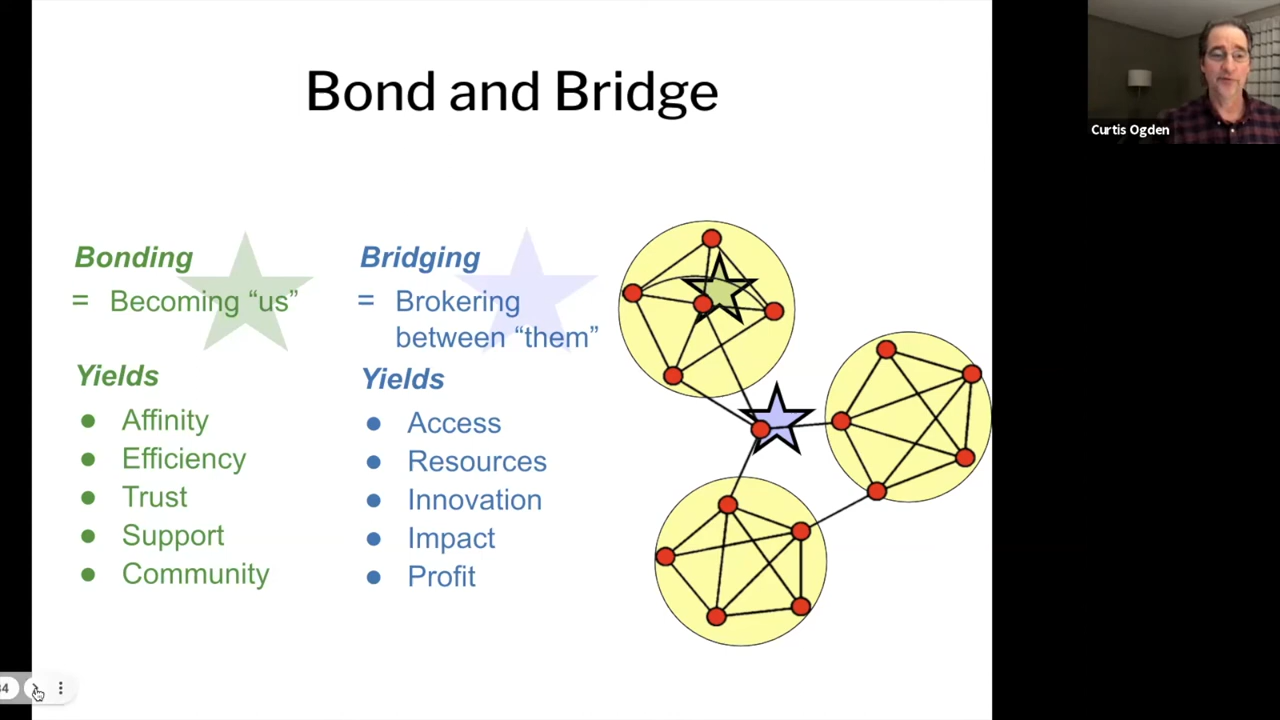 Bond and Bridge
Curtis Ogden
Bonding
= Becoming “us”
Yields
● Affinity
● Efficiency
● Trust
● Support
● Community
Bridging
= Brokering
between “them”
Yields
● Access
● Resources
● Innovation
● Impact
● Profit